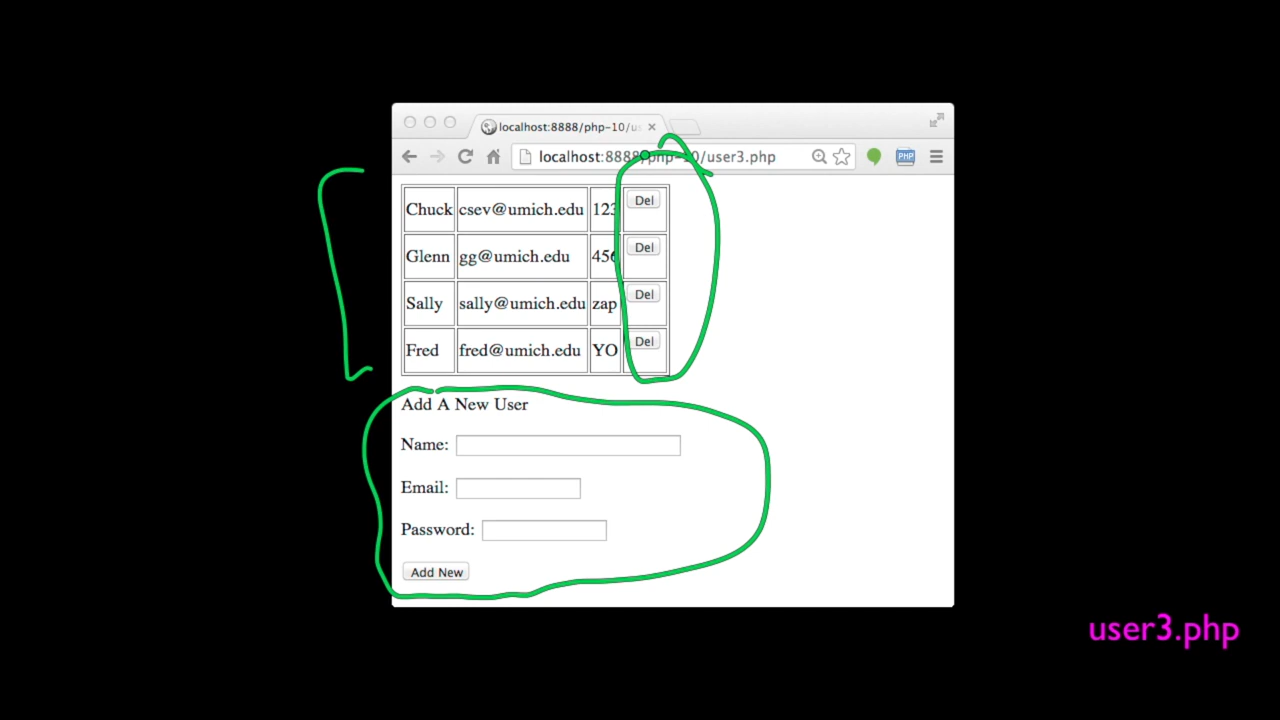 localhost:8888/php-10/us
localhost:8888/php-10/user3.php
PHP
Chuck csev@umich.edu 123 Del
Glenn gg@umich.edu 456 Del
Sally sally@umich.edu zap Del
Fred fred@umich.edu YO Del
Add A New User
Name:
Email:
Password:
Add New
user3.php